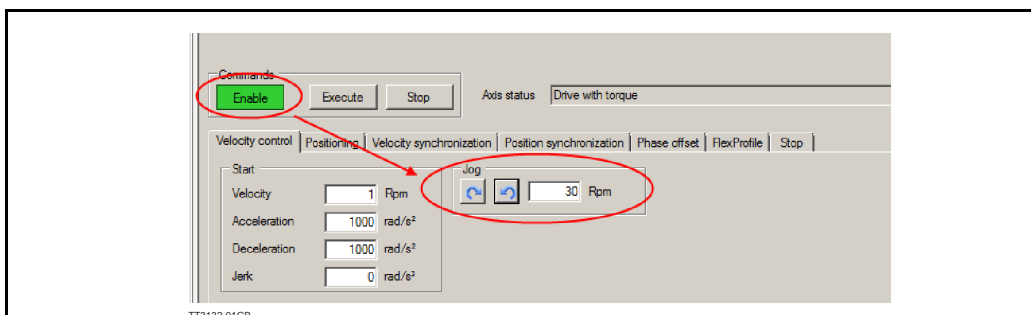 Commands
Enable Execute Stop Axis status Drive with torque
Velocity control Positioning Velocity synchronization Position synchronization Phase offset FlexProfile Stop
Start Jog
Velocity 1 Rpm 30 Rpm
Acceleration 1000 rad/s²
Deceleration 1000 rad/s²
Jerk 0 rad/s³
TT3132.01GB